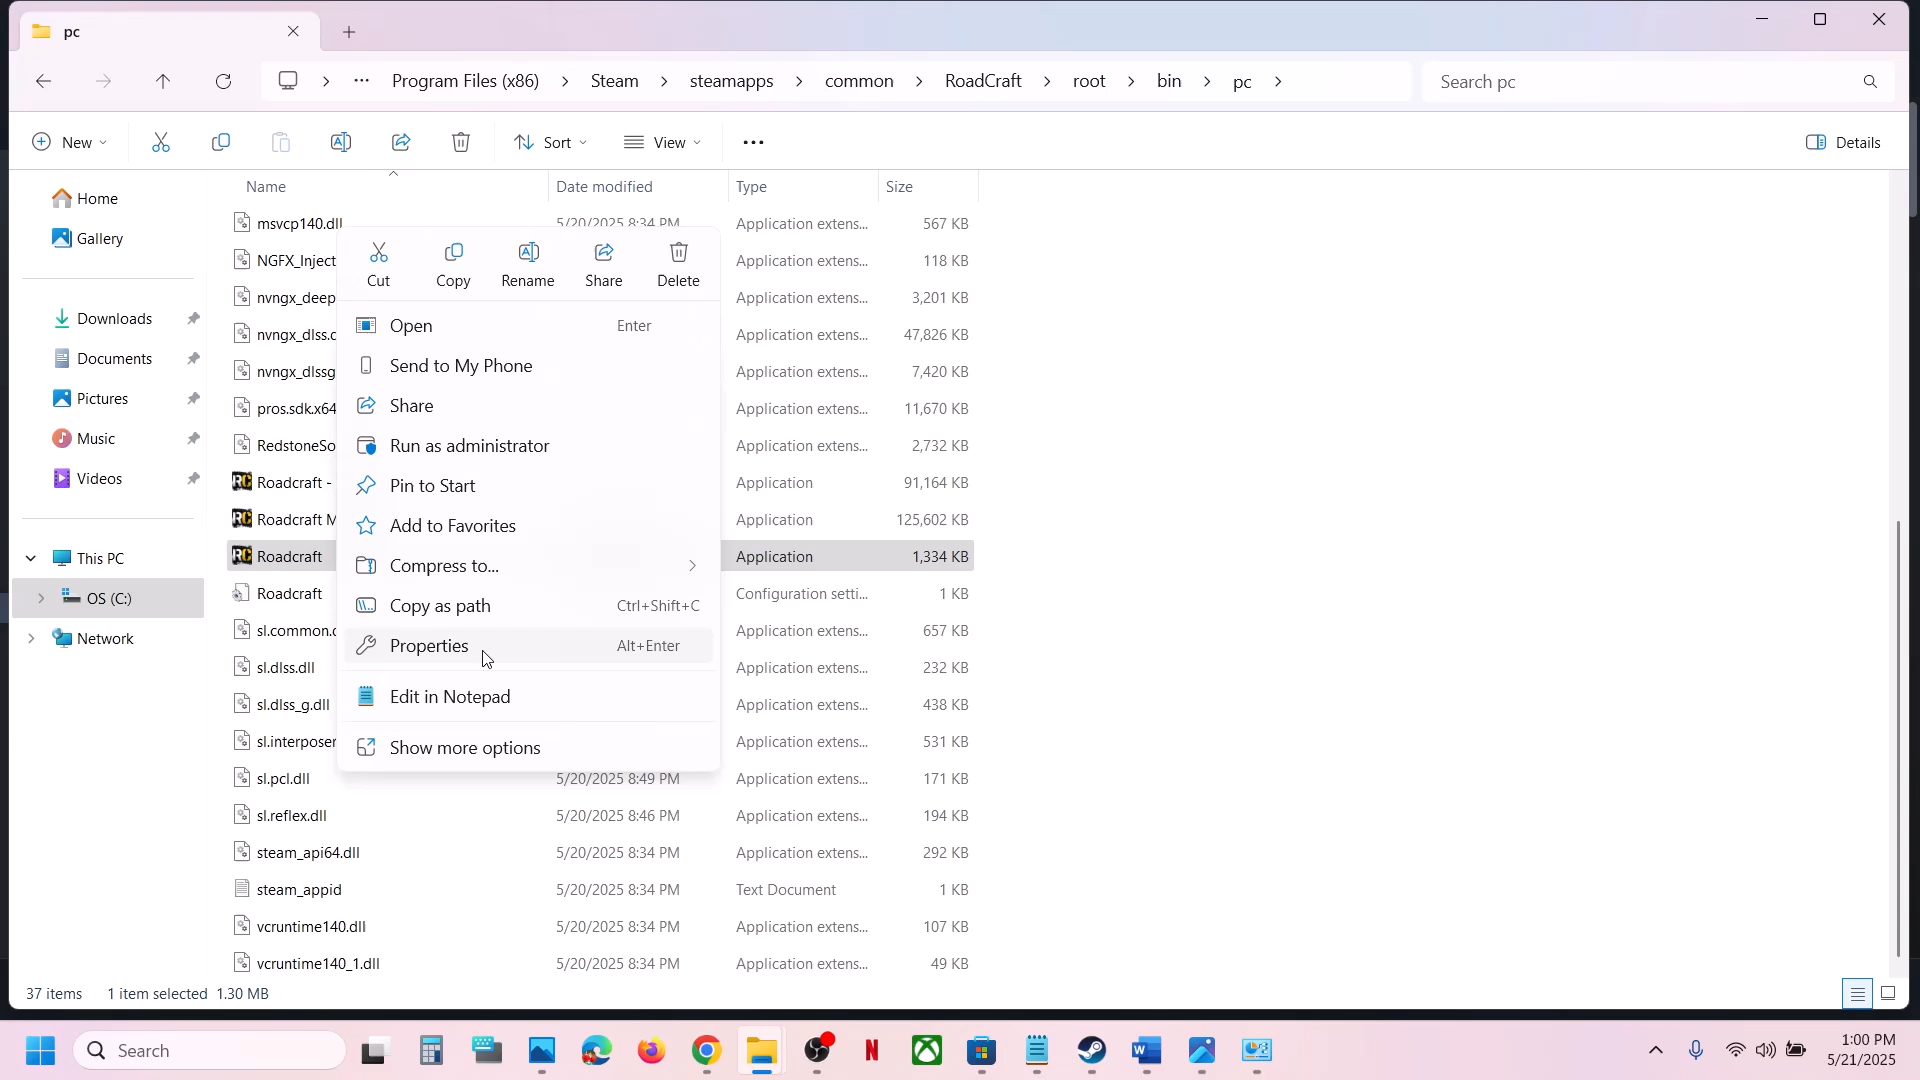 pc
... Program Files (x86) > Steam > steamapps > common > RoadCraft > root > bin > pc >
Search pc
New
Sort
View
Details
Name
Date modified
Type
Size
Home
Gallery
Downloads
Documents
Pictures
Music
Videos
This PC
OS (C:)
Network
msvcp140.dll 5/20/2025 8:34 PM Application extens... 567 KB
NGFX_Inject Application extens... 118 KB
nvngx_deep Application extens... 3,201 KB
nvngx_dlss.d Application extens... 47,826 KB
nvngx_dlssg Application extens... 7,420 KB
pros.sdk.x64 Application extens... 11,670 KB
RedstoneSo Application extens... 2,732 KB
Roadcraft - Application 91,164 KB
Roadcraft M Application 125,602 KB
Roadcraft Application 1,334 KB
Roadcraft Configuration setti... 1 KB
sl.common.d Application extens... 657 KB
sl.dlss.dll Application extens... 232 KB
sl.dlss_g.dll Application extens... 438 KB
sl.interposer Application extens... 531 KB
sl.pcl.dll 5/20/2025 8:49 PM Application extens... 171 KB
sl.reflex.dll 5/20/2025 8:46 PM Application extens... 194 KB
steam_api64.dll 5/20/2025 8:34 PM Application extens... 292 KB
steam_appid 5/20/2025 8:34 PM Text Document 1 KB
vcruntime140.dll 5/20/2025 8:34 PM Application extens... 107 KB
vcruntime140_1.dll 5/20/2025 8:34 PM Application extens... 49 KB
Cut
Copy
Rename
Share
Delete
Open Enter
Send to My Phone
Share
Run as administrator
Pin to Start
Add to Favorites
Compress to...
Copy as path Ctrl+Shift+C
Properties Alt+Enter
Edit in Notepad
Show more options
37 items 1 item selected 1.30 MB
Search
1:00 PM
5/21/2025